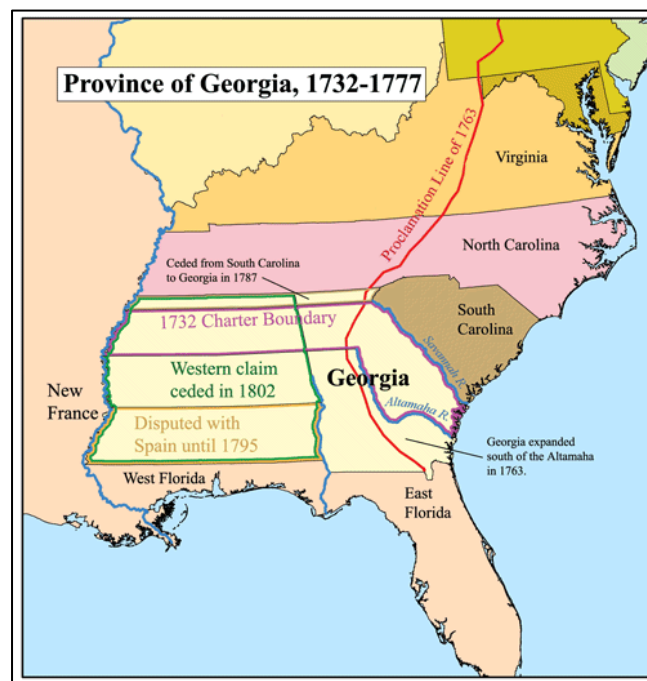 Province of Georgia, 1732-1777
Proclamation Line of 1763
Virginia
North Carolina
Ceded from South Carolina
to Georgia in 1787
South
Carolina
1732 Charter Boundary
Savannah R.
Western claim
ceded in 1802
Georgia
New
France
Altamaha R.
Disputed with
Spain until 1795
Georgia expanded
south of the Altamaha
in 1763.
West Florida
East
Florida